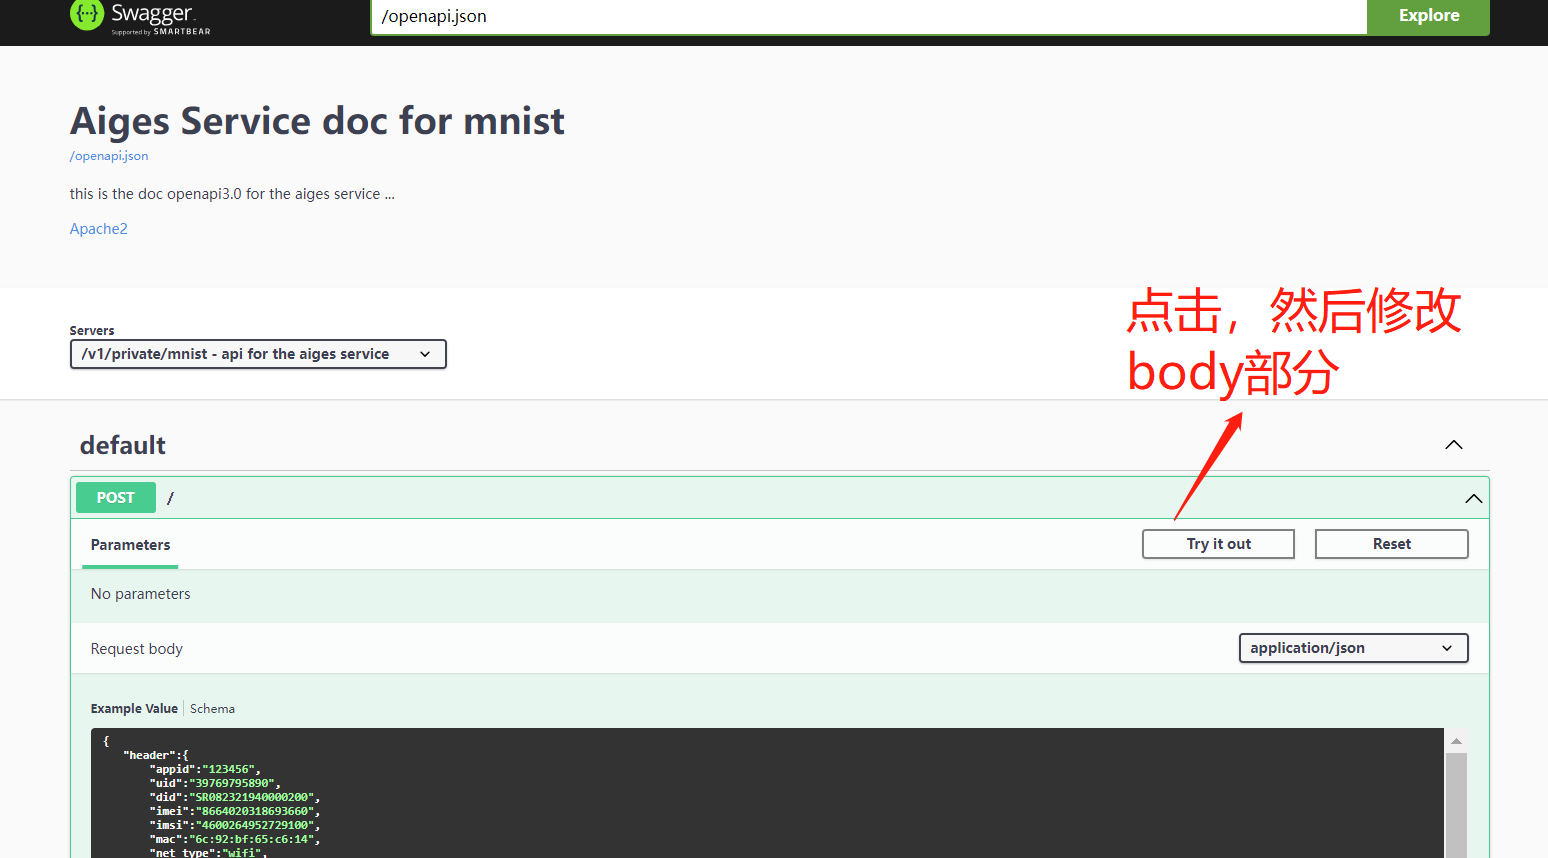 Swagger.
Supported by SMARTBEAR
/openapi.json
Explore
Aiges Service doc for mnist
/openapi.json
this is the doc openapi3.0 for the aiges service ...
Apache2
点击，然后修改
body部分
Servers
/v1/private/mnist - api for the aiges service
default
POST /
Parameters
Try it out
Reset
No parameters
Request body
application/json
Example Value | Schema
{
"header":{
"appid":"123456",
"uid":"39769795890",
"did":"SR082321940000200",
"imei":"8664020318693660",
"imsi":"4600264952729100",
"mac":"6c:92:bf:65:c6:14",
"net_type":"wifi",